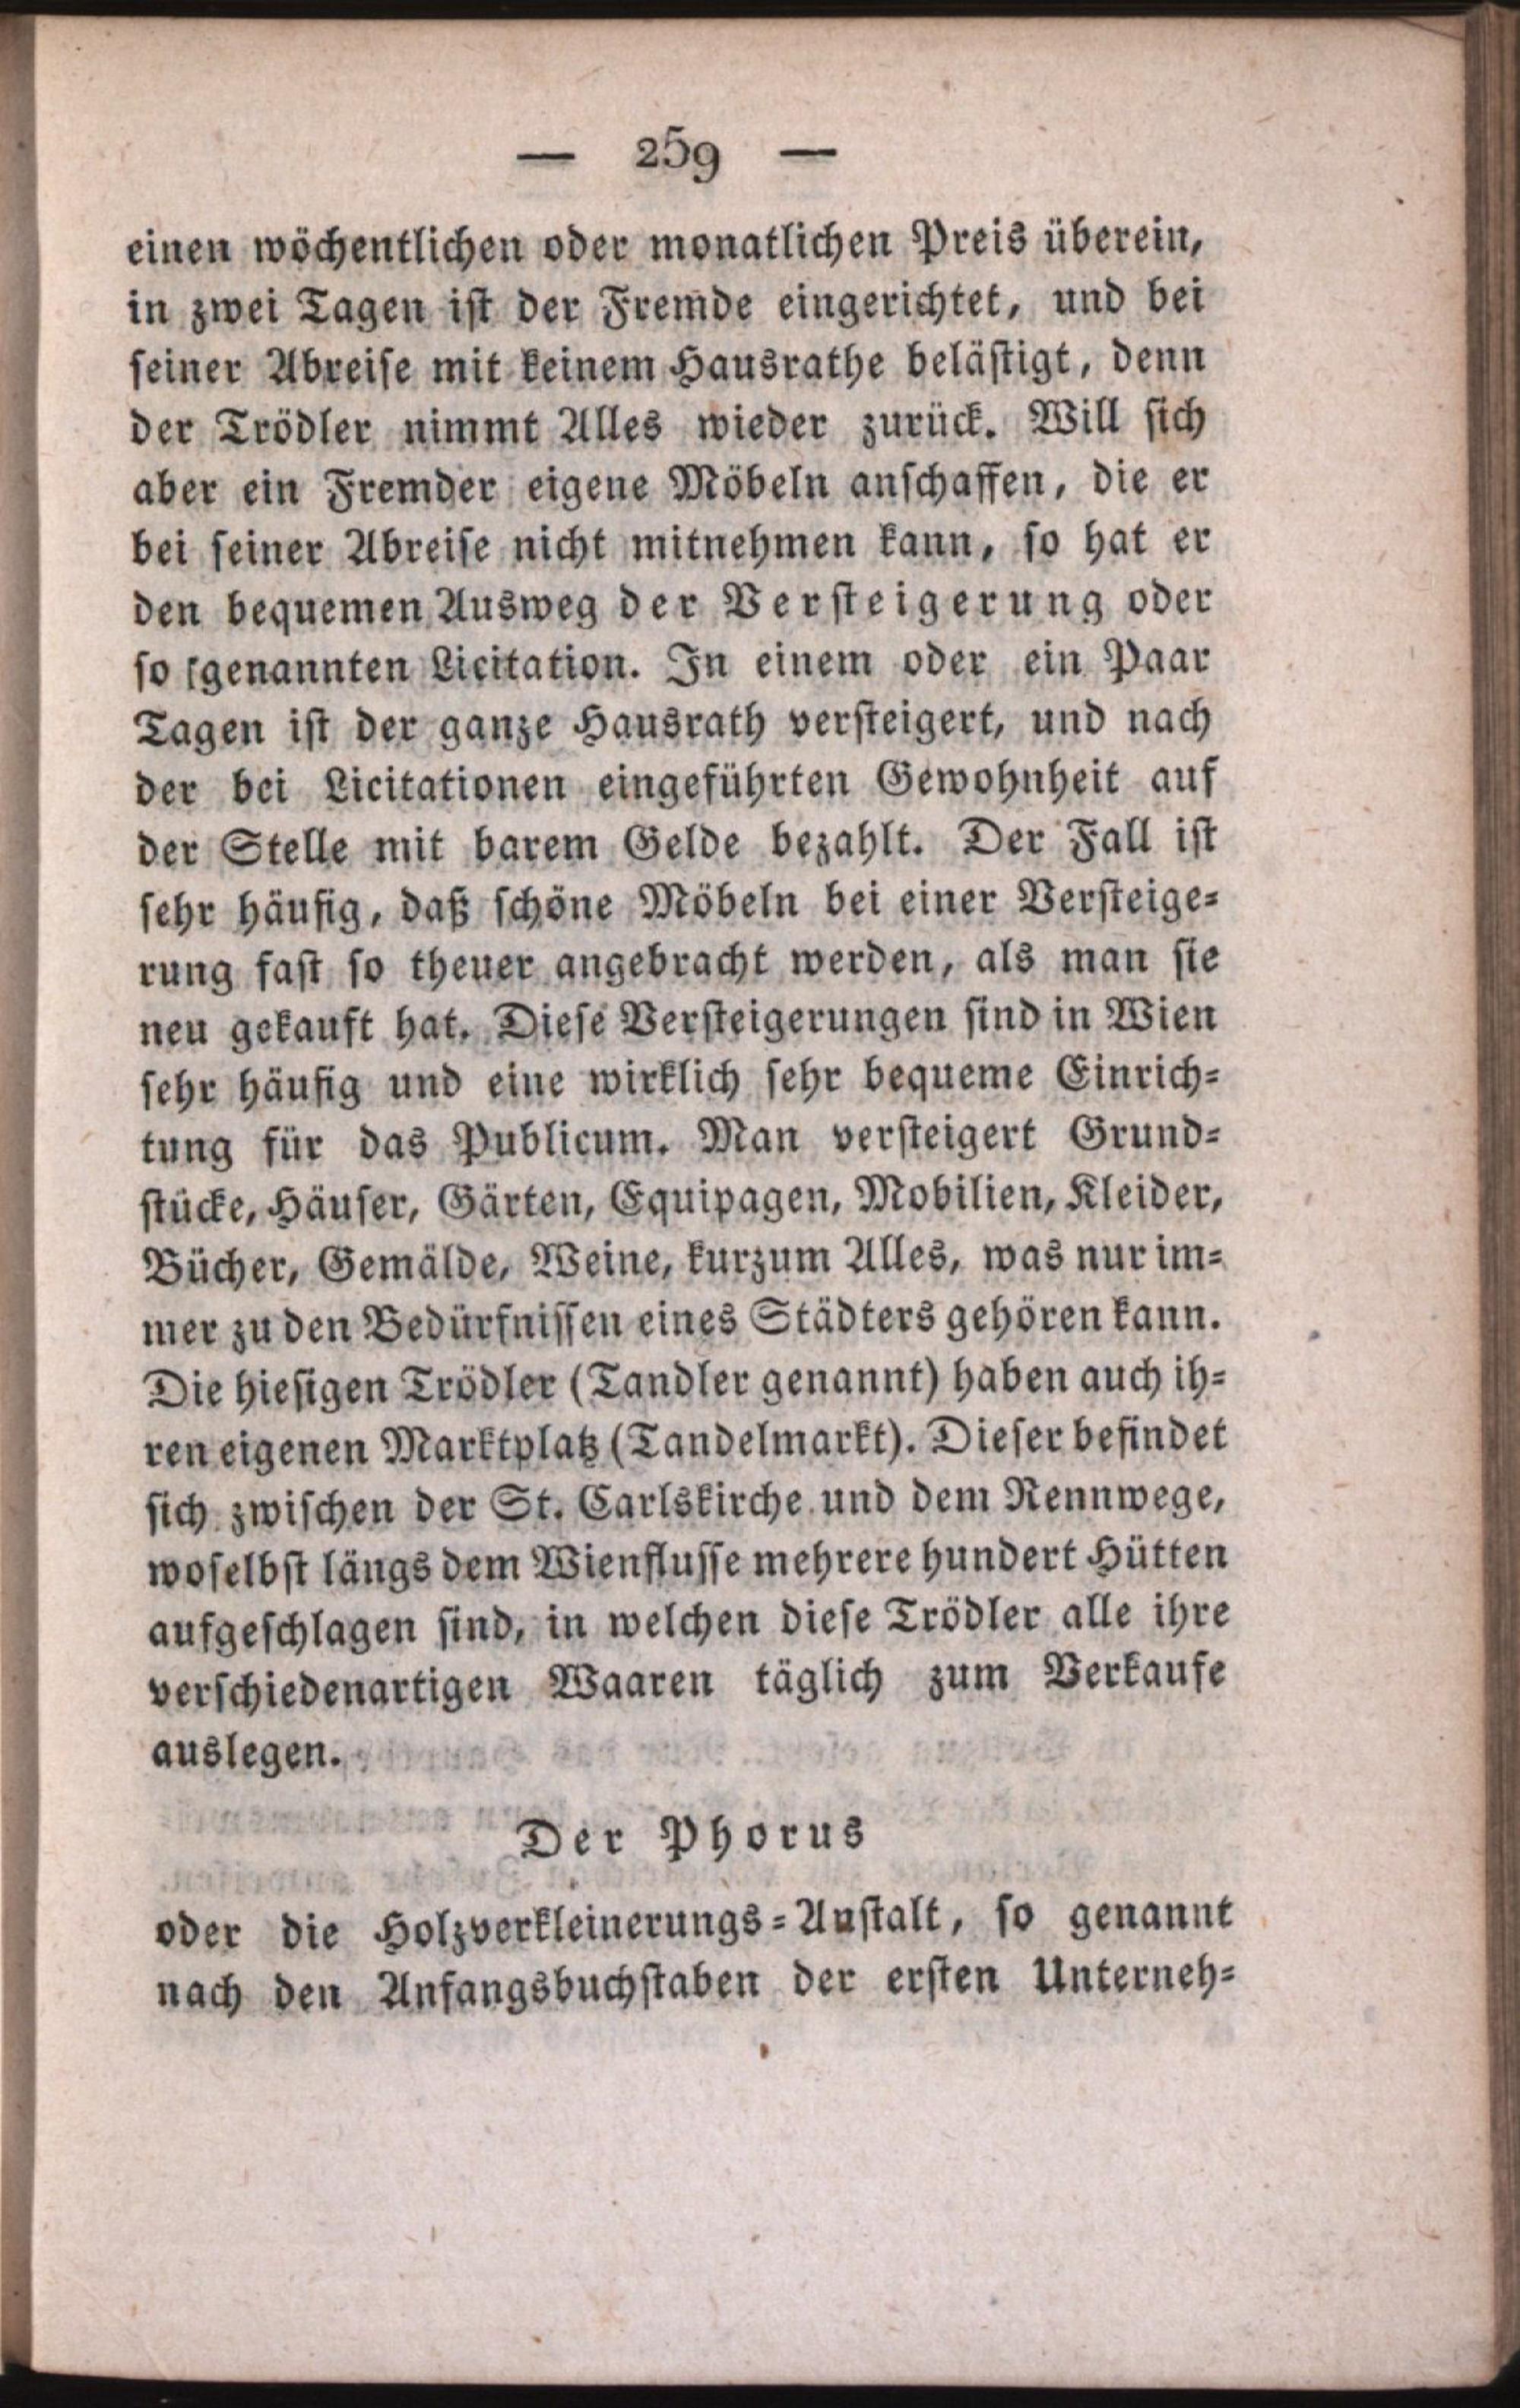 — 259 —
einen wöchentlichen oder monatlichen Preis überein,
in zwei Tagen ist der Fremde eingerichtet, und bei
seiner Abreise mit keinem Hausrathe belästigt, denn
der Trödler nimmt Alles wieder zurück. Will sich
aber ein Fremder eigene Möbeln anschaffen, die er
bei seiner Abreise nicht mitnehmen kann, so hat er
den bequemen Ausweg der Versteigerung oder
so genannten Licitation. In einem oder ein Paar
Tagen ist der ganze Hausrath versteigert, und nach
der bei Licitationen eingeführten Gewohnheit auf
der Stelle mit barem Gelde bezahlt. Der Fall ist
sehr häufig, daß schöne Möbeln bei einer Versteige-
rung fast so theuer angebracht werden, als man sie
neu gekauft hat. Diese Versteigerungen sind in Wien
sehr häufig und eine wirklich sehr bequeme Einrich-
tung für das Publicum. Man versteigert Grund-
stücke, Häuser, Gärten, Equipagen, Mobilien, Kleider,
Bücher, Gemälde, Weine, kurzum Alles, was nur im-
mer zu den Bedürfnissen eines Städters gehören kann.
Die hiesigen Trödler (Tandler genannt) haben auch ih-
ren eigenen Marktplatz (Tandelmarkt). Dieser befindet
sich zwischen der St. Carlskirche und dem Rennwege,
woselbst längs dem Wienflusse mehrere hundert Hütten
aufgeschlagen sind, in welchen diese Trödler alle ihre
verschiedenartigen Waaren täglich zum Verkaufe
auslegen.
Der Phorus
oder die Holzverkleinerungs-Anstalt, so genannt
nach den Anfangsbuchstaben der ersten Unterneh-